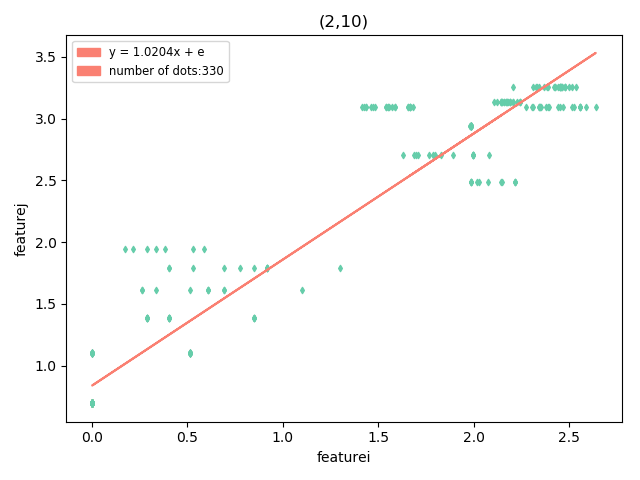 (2,10)
y = 1.0204x + e
number of dots:330
3.5
3.0
2.5
2.0
1.5
1.0
featurej
0.0 0.5 1.0 1.5 2.0 2.5
featurei